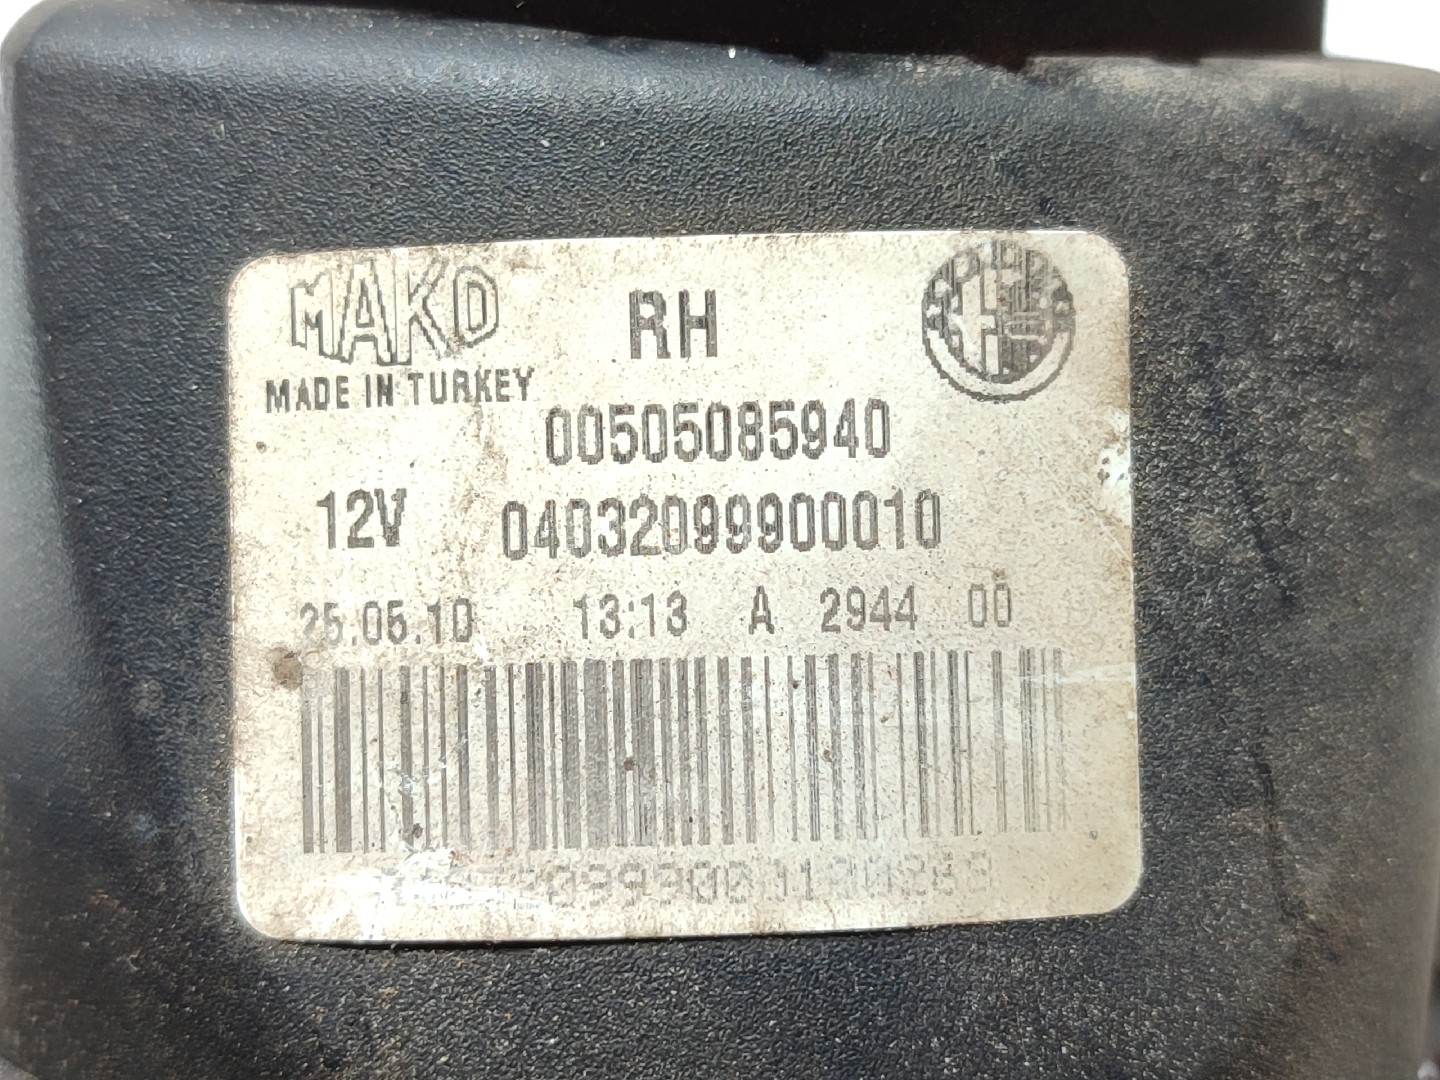 MAKO RH
MADE IN TURKEY
00505085940
12V 04032099900010
25.05.10 13:13 A 2944 00